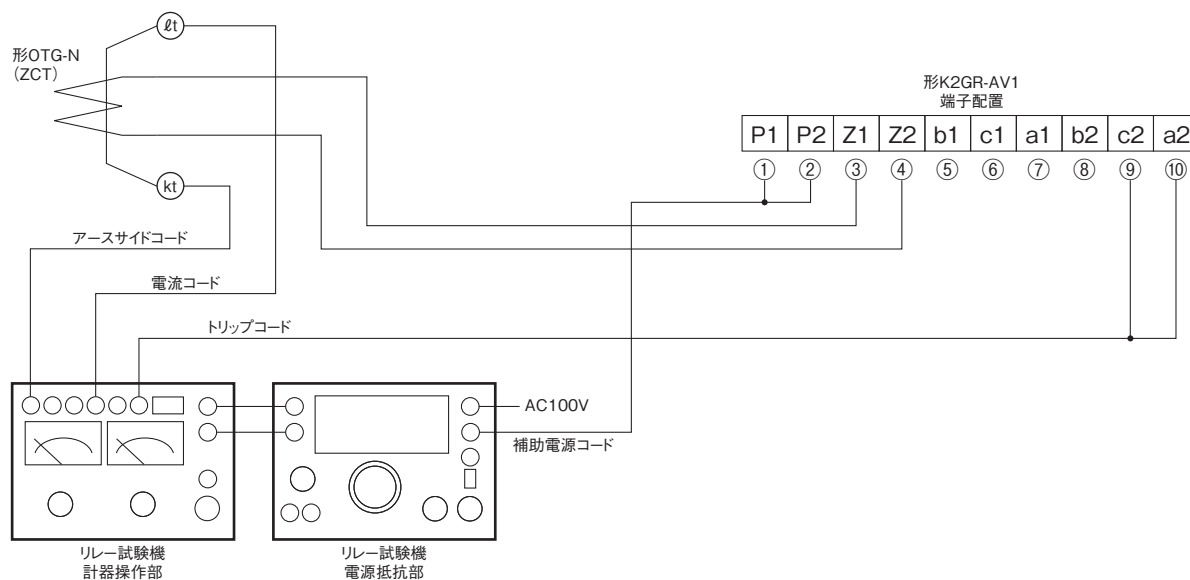 ℓt
形OTG-N
（ZCT）
kt
形K2GR-AV1
端子配置
P1 P2 Z1 Z2 b1 c1 a1 b2 c2 a2
① ② ③ ④ ⑤ ⑥ ⑦ ⑧ ⑨ ⑩
アースサイドコード
電流コード
トリップコード
AC100V
補助電源コード
リレー試験機
計器操作部
リレー試験機
電源抵抗部